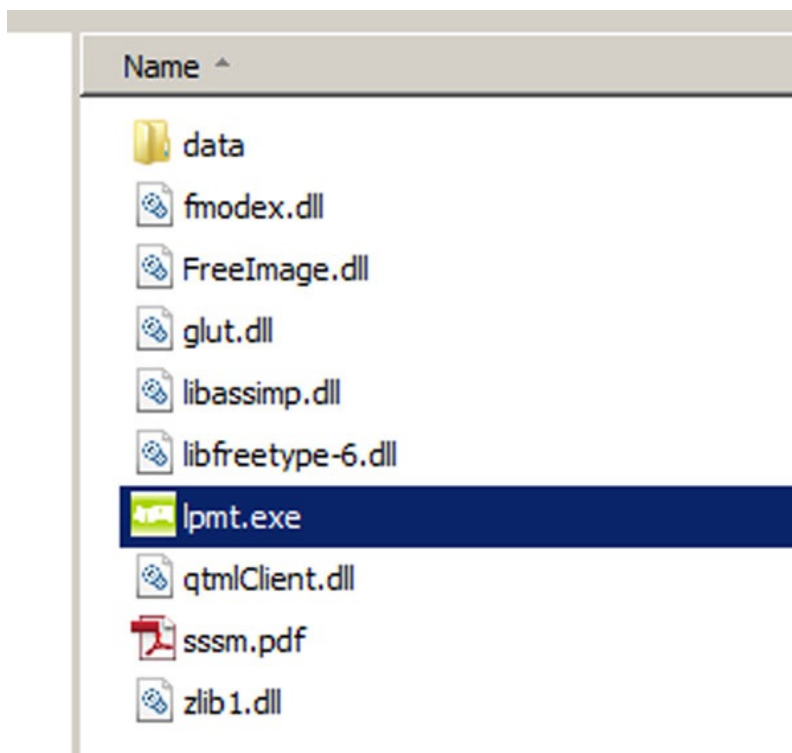 Name
data
fmodex.dll
FreeImage.dll
glut.dll
libassimp.dll
libfreetype-6.dll
lpmt.exe
qtmlClient.dll
sssm.pdf
zlib1.dll